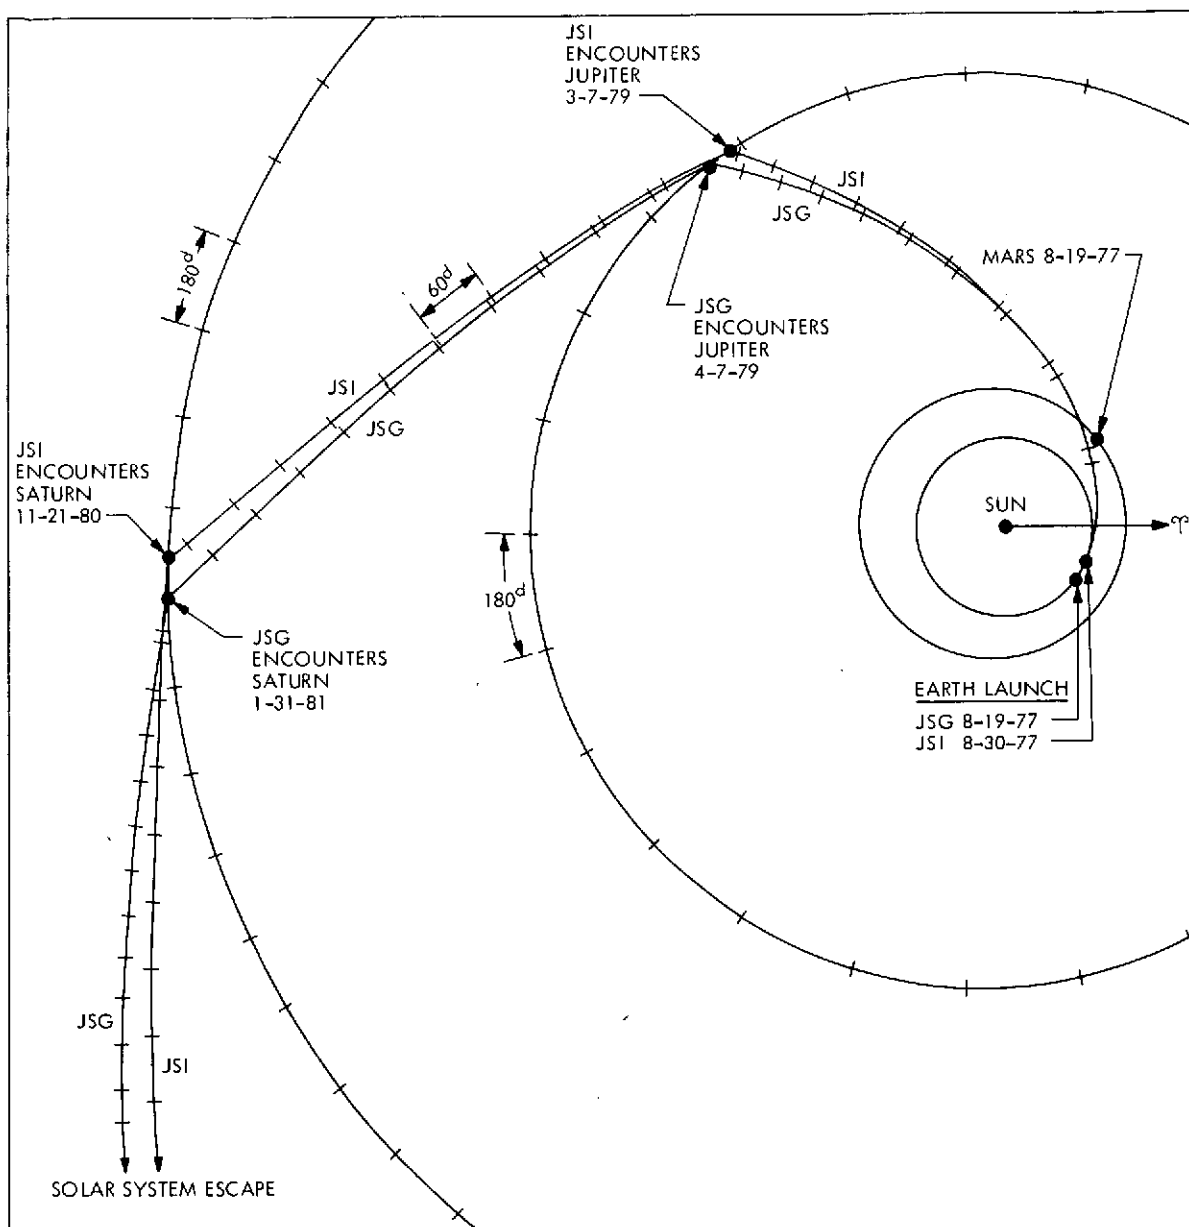 JSI
ENCOUNTERS
JUPITER
3-7-79
JSI
JSG
MARS 8-19-77
180d
60d
JSG
ENCOUNTERS
JUPITER
4-7-79
JSI
JSG
JSI
ENCOUNTERS
SATURN
11-21-80
SUN
♈
180d
JSG
ENCOUNTERS
SATURN
1-31-81
EARTH LAUNCH
JSG 8-19-77
JSI 8-30-77
JSG
JSI
SOLAR SYSTEM ESCAPE